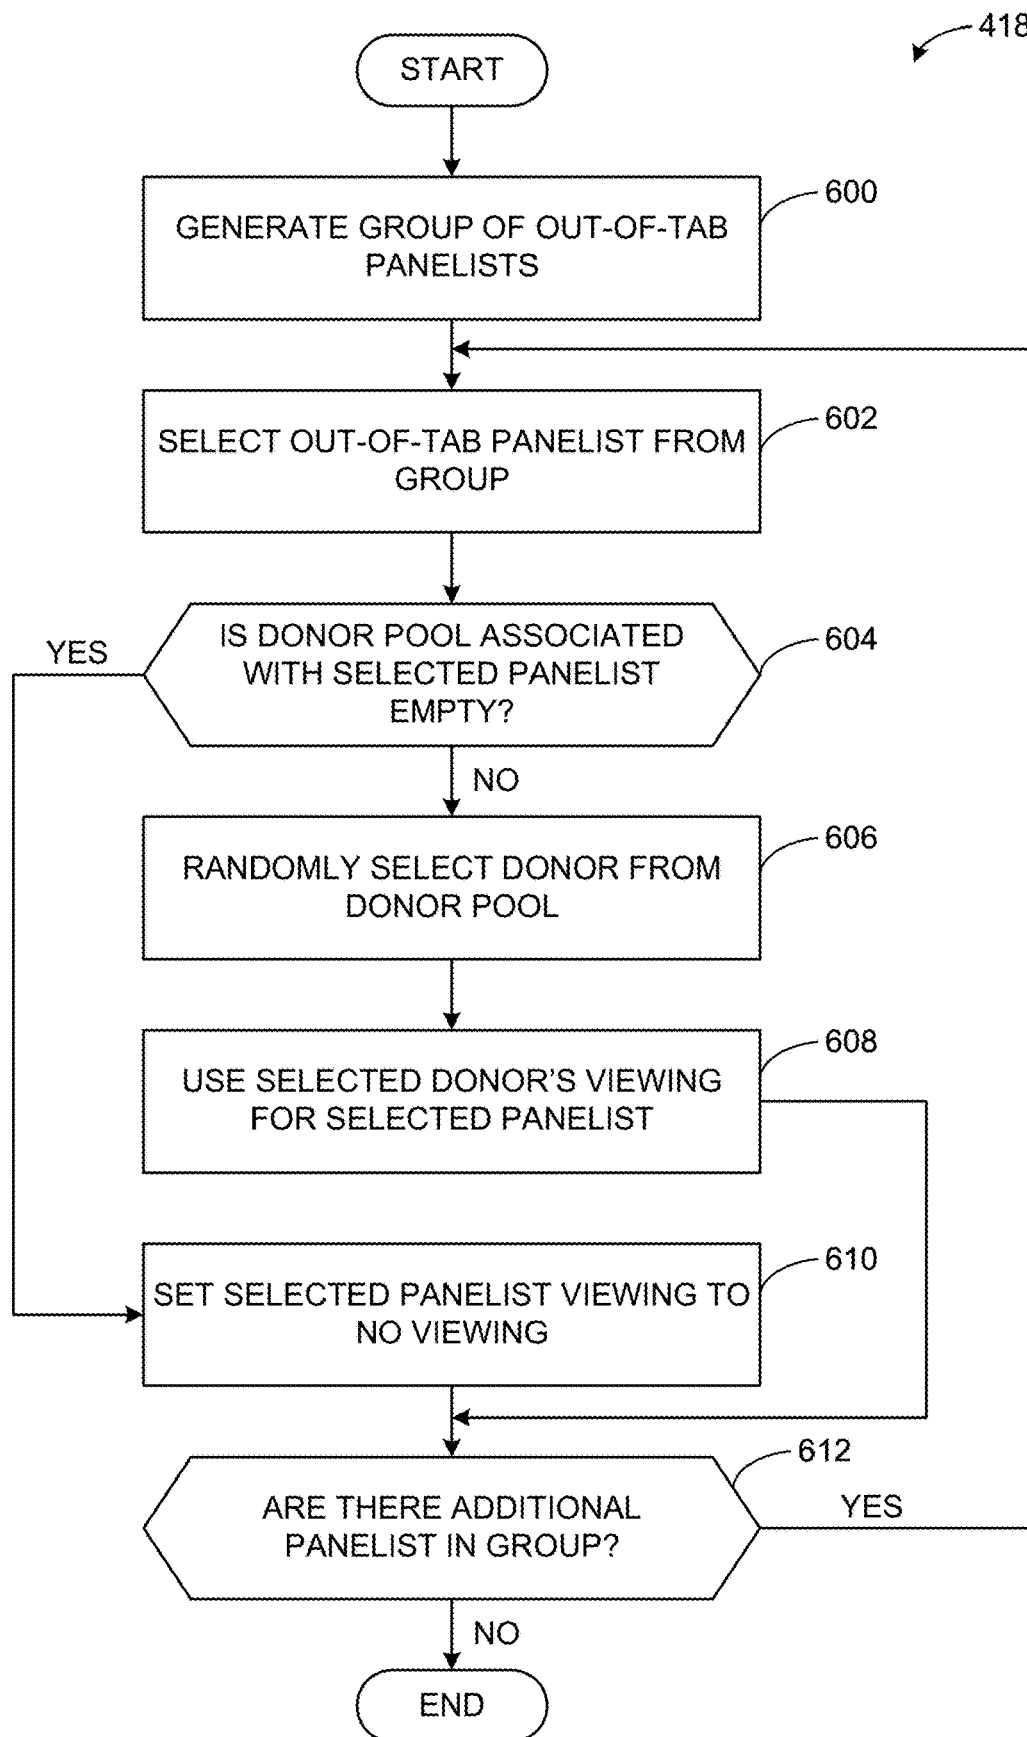 418
START
600
GENERATE GROUP OF OUT-OF-TAB
PANELISTS
602
SELECT OUT-OF-TAB PANELIST FROM
GROUP
604
IS DONOR POOL ASSOCIATED
WITH SELECTED PANELIST
EMPTY?
YES
NO
606
RANDOMLY SELECT DONOR FROM
DONOR POOL
608
USE SELECTED DONOR'S VIEWING
FOR SELECTED PANELIST
610
SET SELECTED PANELIST VIEWING TO
NO VIEWING
612
ARE THERE ADDITIONAL
PANELIST IN GROUP?
YES
NO
END